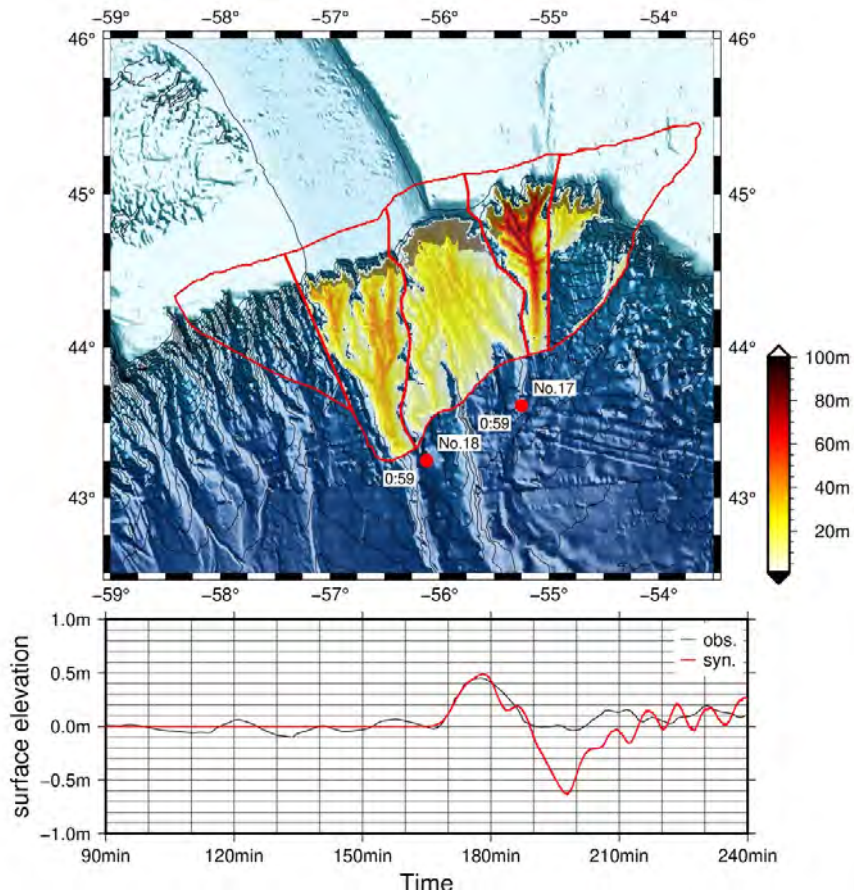 −59° −58° −57° −56° −55° −54°
46° 46°
45° 45°
44° 44°
43° 43°
No.17
0:59
No.18
0:59
100m
80m
60m
40m
20m
−59° −58° −57° −56° −55° −54°
1.0m
0.5m
0.0m
−0.5m
−1.0m
surface elevation
obs.
syn.
90min 120min 150min 180min 210min 240min
Time